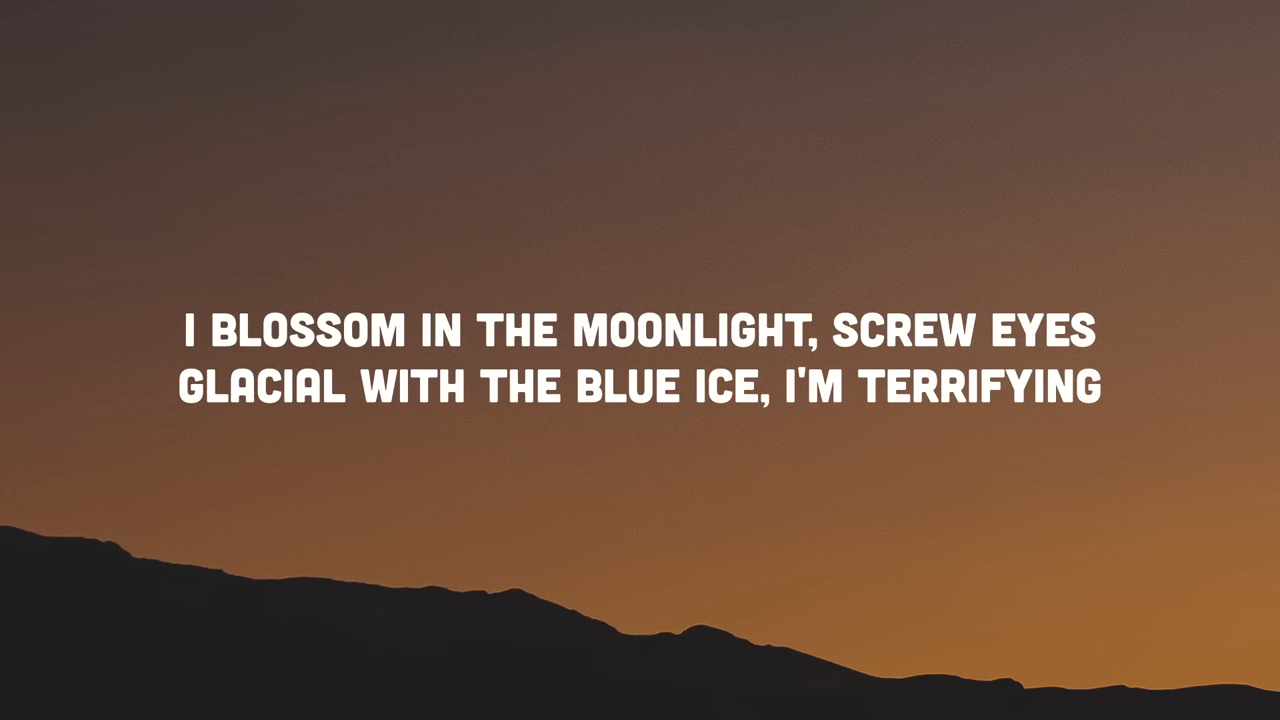 I BLOSSOM IN THE MOONLIGHT, SCREW EYES
GLACIAL WITH THE BLUE ICE, I'M TERRIFYING